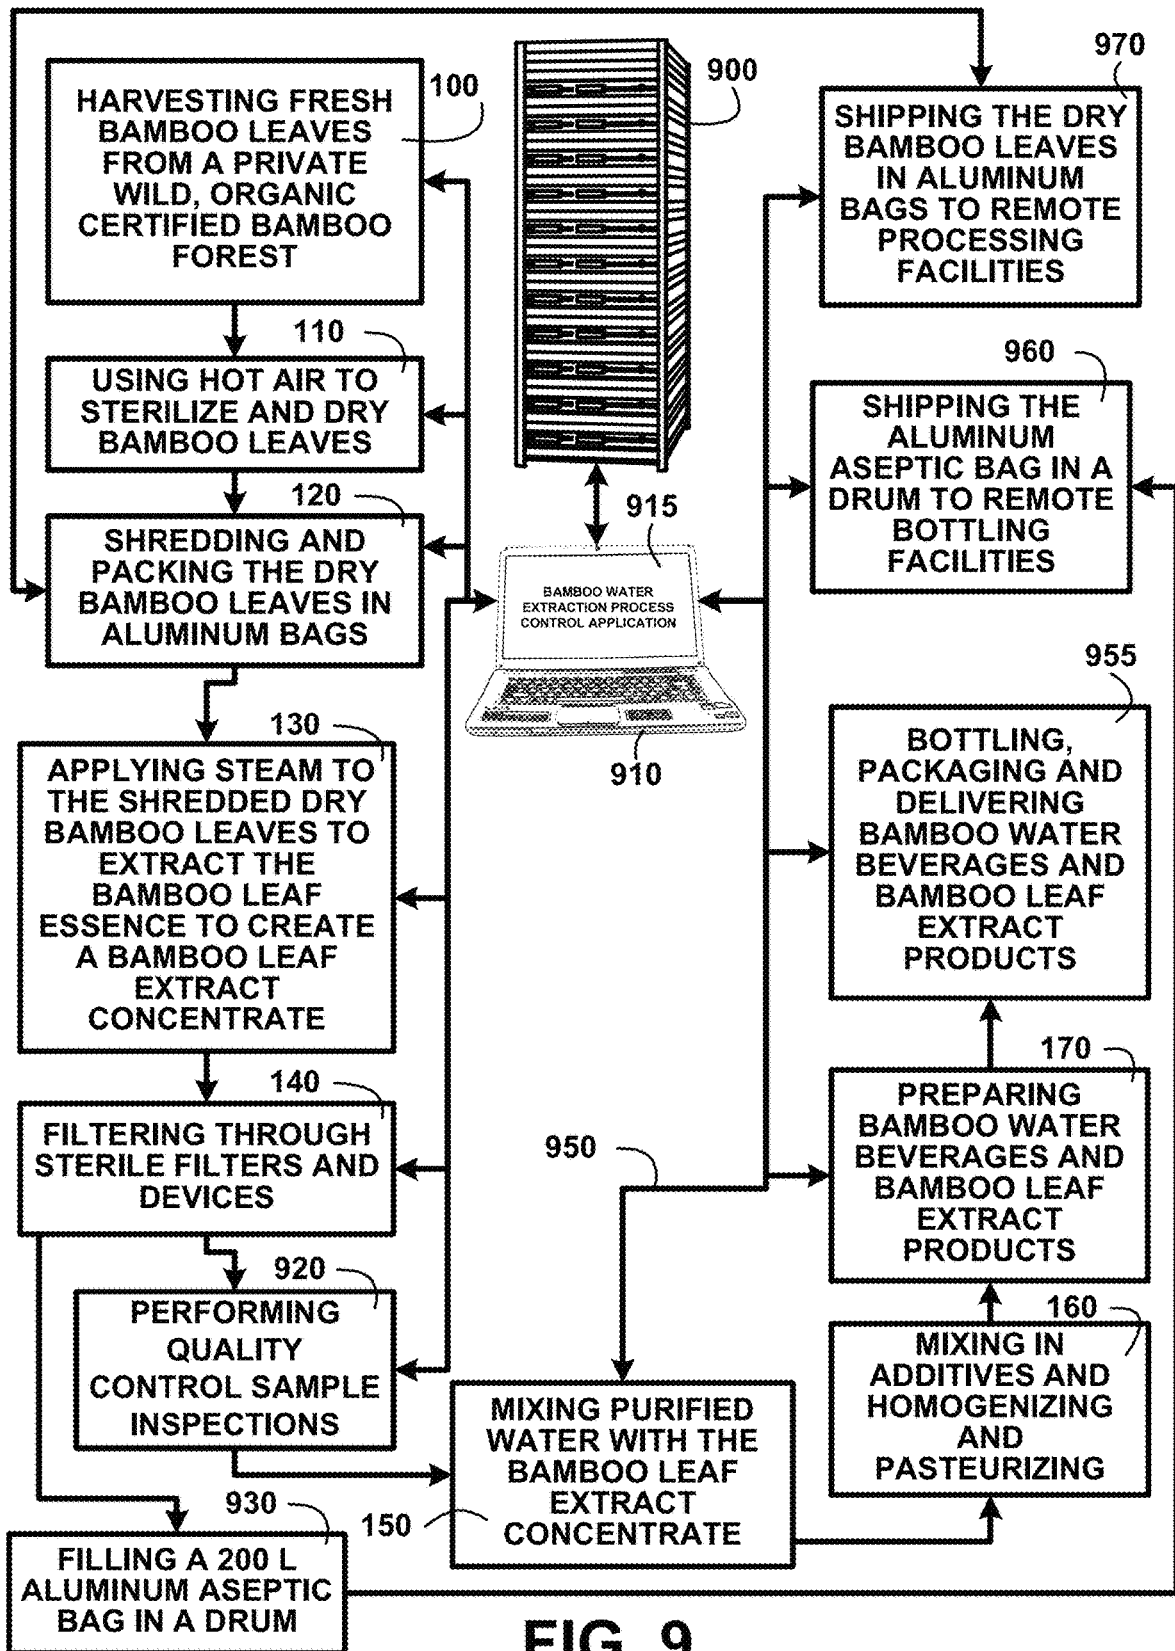 100
HARVESTING FRESH
BAMBOO LEAVES
FROM A PRIVATE
WILD, ORGANIC
CERTIFIED BAMBOO
FOREST
110
USING HOT AIR TO
STERILIZE AND DRY
BAMBOO LEAVES
120
SHREDDING AND
PACKING THE DRY
BAMBOO LEAVES IN
ALUMINUM BAGS
130
APPLYING STEAM TO
THE SHREDDED DRY
BAMBOO LEAVES TO
EXTRACT THE
BAMBOO LEAF
ESSENCE TO CREATE
A BAMBOO LEAF
EXTRACT
CONCENTRATE
140
FILTERING THROUGH
STERILE FILTERS AND
DEVICES
920
PERFORMING
QUALITY
CONTROL SAMPLE
INSPECTIONS
930
FILLING A 200 L
ALUMINUM ASEPTIC
BAG IN A DRUM
900
915
BAMBOO WATER
EXTRACTION PROCESS
CONTROL APPLICATION
910
950
MIXING PURIFIED
WATER WITH THE
BAMBOO LEAF
EXTRACT
CONCENTRATE
150
970
SHIPPING THE DRY
BAMBOO LEAVES
IN ALUMINUM
BAGS TO REMOTE
PROCESSING
FACILITIES
960
SHIPPING THE
ALUMINUM
ASEPTIC BAG IN A
DRUM TO REMOTE
BOTTLING
FACILITIES
955
BOTTLING,
PACKAGING AND
DELIVERING
BAMBOO WATER
BEVERAGES AND
BAMBOO LEAF
EXTRACT
PRODUCTS
170
PREPARING
BAMBOO WATER
BEVERAGES AND
BAMBOO LEAF
EXTRACT
PRODUCTS
160
MIXING IN
ADDITIVES AND
HOMOGENIZING
AND
PASTEURIZING
FIG. 9